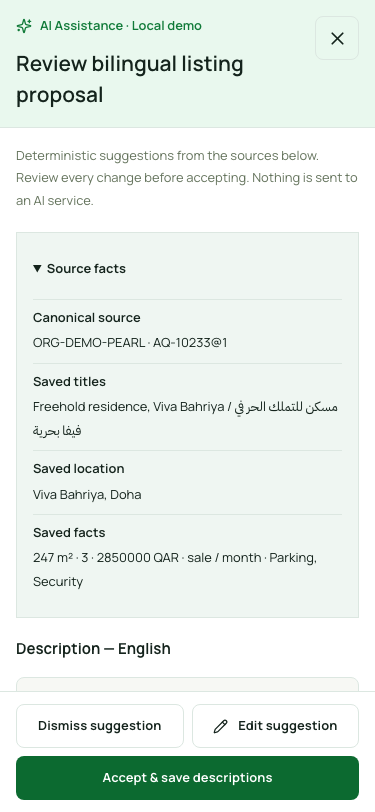 AI Assistance · Local demo
Review bilingual listing
proposal
Deterministic suggestions from the sources below.
Review every change before accepting. Nothing is sent to
an AI service.
▼ Source facts
Canonical source
ORG-DEMO-PEARL · AQ-10233@1
Saved titles
Freehold residence, Viva Bahriya / مسكن للتملك الحر في
فيفا بحرية
Saved location
Viva Bahriya, Doha
Saved facts
247 m² · 3 · 2850000 QAR · sale / month · Parking,
Security
Description — English
Dismiss suggestion
Edit suggestion
Accept & save descriptions